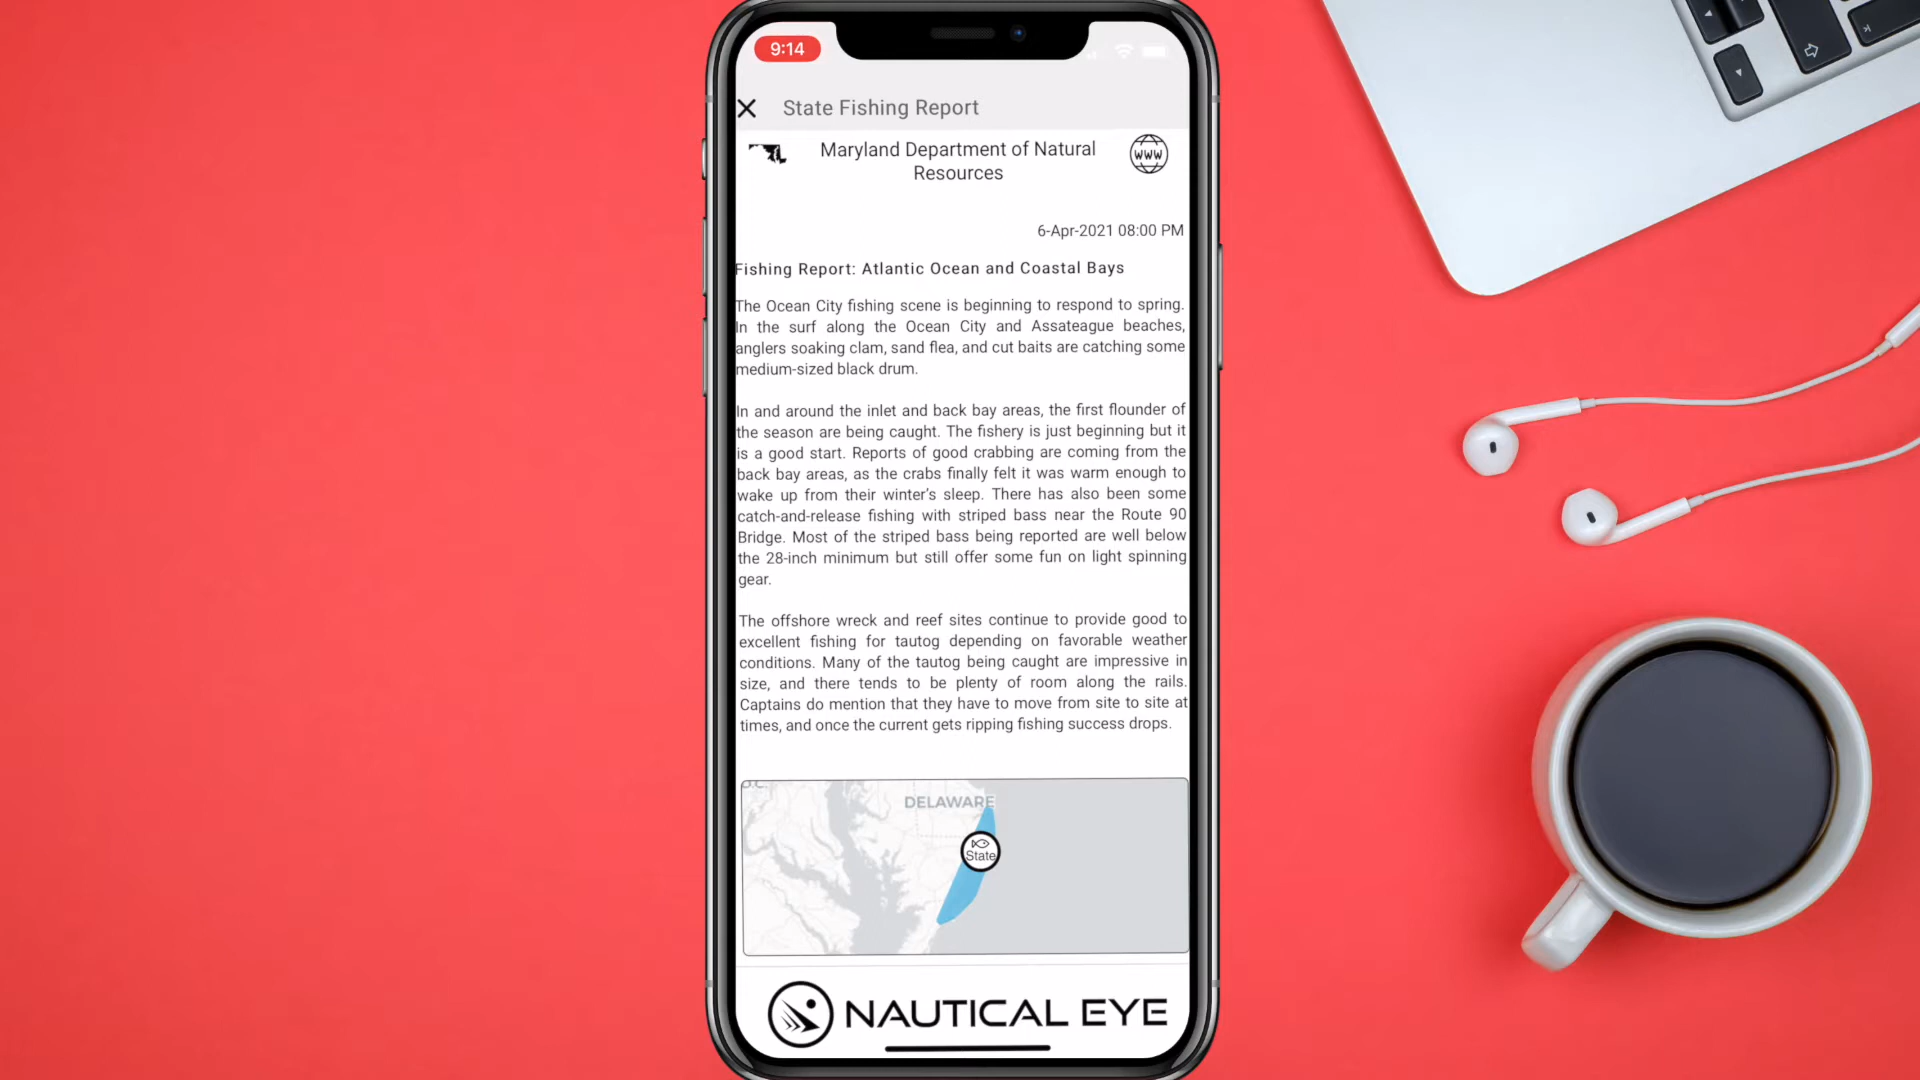 9:14
State Fishing Report
Maryland Department of Natural
Resources
WWW
6-Apr-2021 08:00 PM
Fishing Report: Atlantic Ocean and Coastal Bays
The Ocean City fishing scene is beginning to respond to spring.
In the surf along the Ocean City and Assateague beaches,
anglers soaking clam, sand flea, and cut baits are catching some
medium-sized black drum.
In and around the inlet and back bay areas, the first flounder of
the season are being caught. The fishery is just beginning but it
is a good start. Reports of good crabbing are coming from the
back bay areas, as the crabs finally felt it was warm enough to
wake up from their winter’s sleep. There has also been some
catch-and-release fishing with striped bass near the Route 90
Bridge. Most of the striped bass being reported are well below
the 28-inch minimum but still offer some fun on light spinning
gear.
The offshore wreck and reef sites continue to provide good to
excellent fishing for tautog depending on favorable weather
conditions. Many of the tautog being caught are impressive in
size, and there tends to be plenty of room along the rails.
Captains do mention that they have to move from site to site at
times, and once the current gets ripping fishing success drops.
D.C.
DELAWARE
State
NAUTICAL EYE